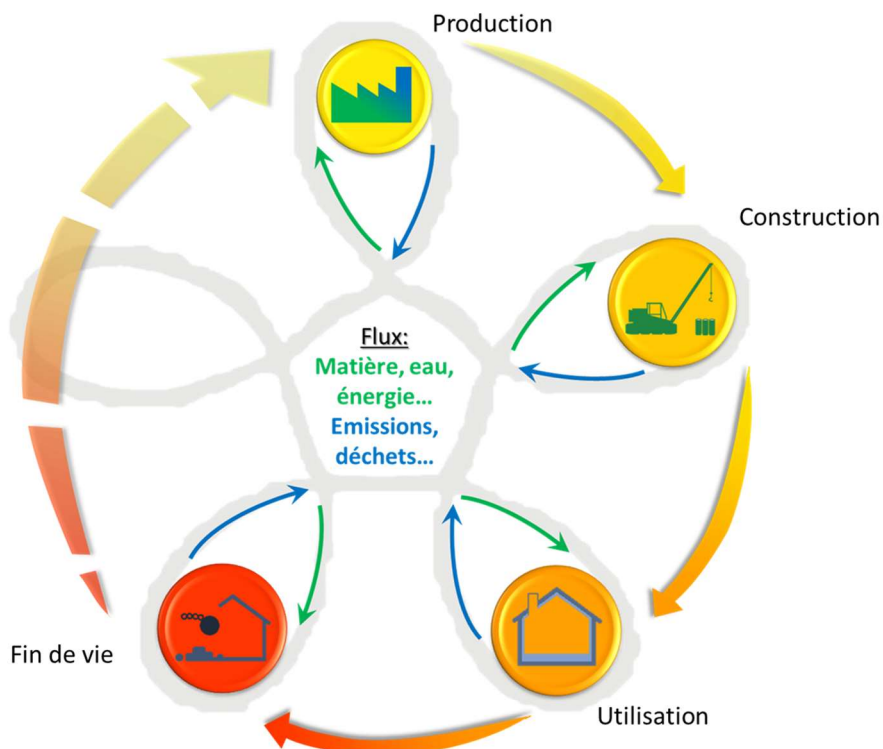 Production
Construction
Flux:
Matière, eau,
énergie...
Emissions,
déchets...
Fin de vie
Utilisation